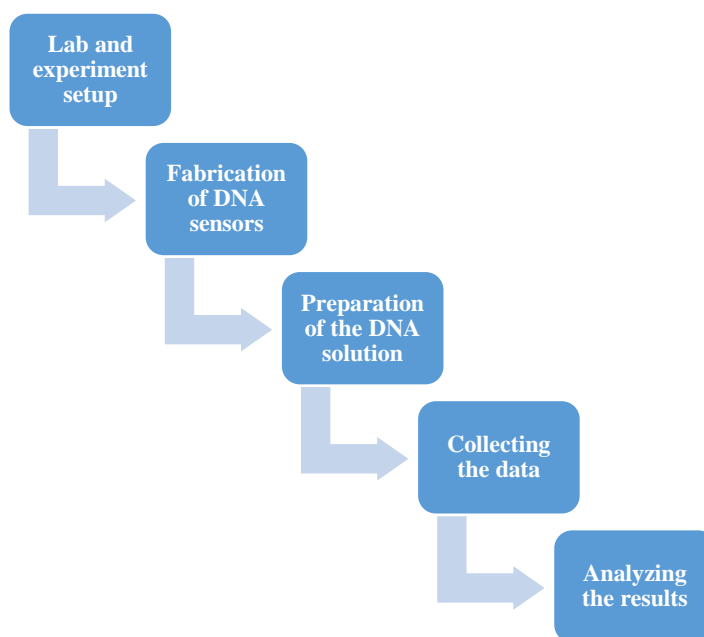 Lab and
experiment
setup
Fabrication
of DNA
sensors
Preparation
of the DNA
solution
Collecting
the data
Analyzing
the results